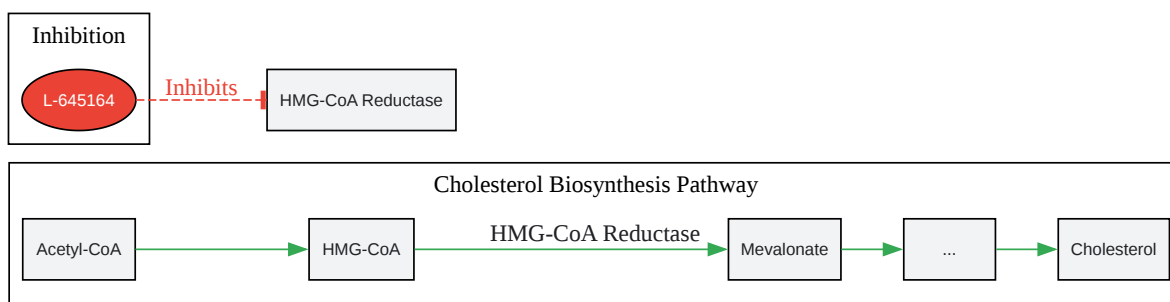 Inhibition
L-645164
Inhibits
HMG-CoA Reductase
Cholesterol Biosynthesis Pathway
Acetyl-CoA
HMG-CoA
HMG-CoA Reductase
Mevalonate
...
Cholesterol